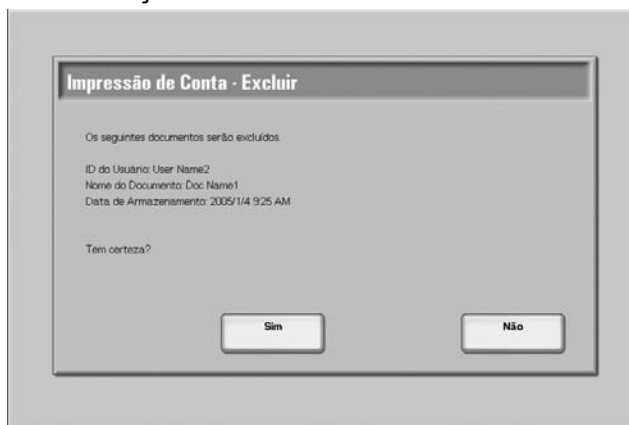 Impressão de Conta - Excluir
Os seguintes documentos serão excluídos.
ID do Usuário: User Name2
Nome do Documento: Doc Name1
Data de Armazenamento: 2005/1/4 9:25 AM
Tem certeza?
Sim
Não